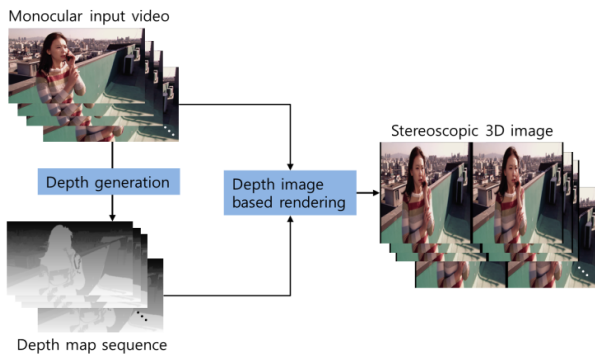 Monocular input video
Depth generation
Depth map sequence
Depth image
based rendering
Stereoscopic 3D image